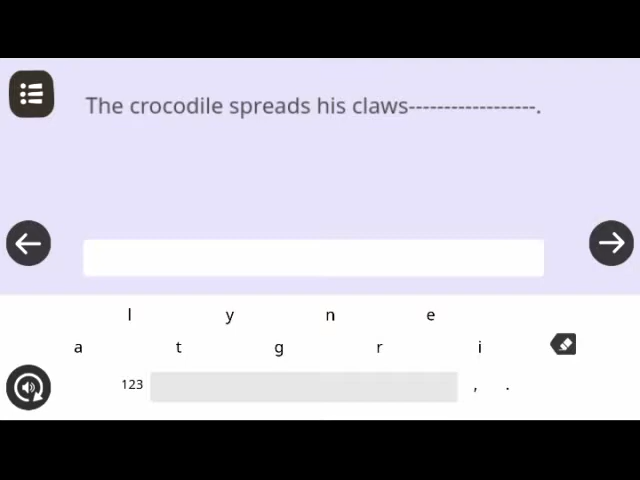 The crocodile spreads his claws------------------.
l y n e
a t g r i
123 , .